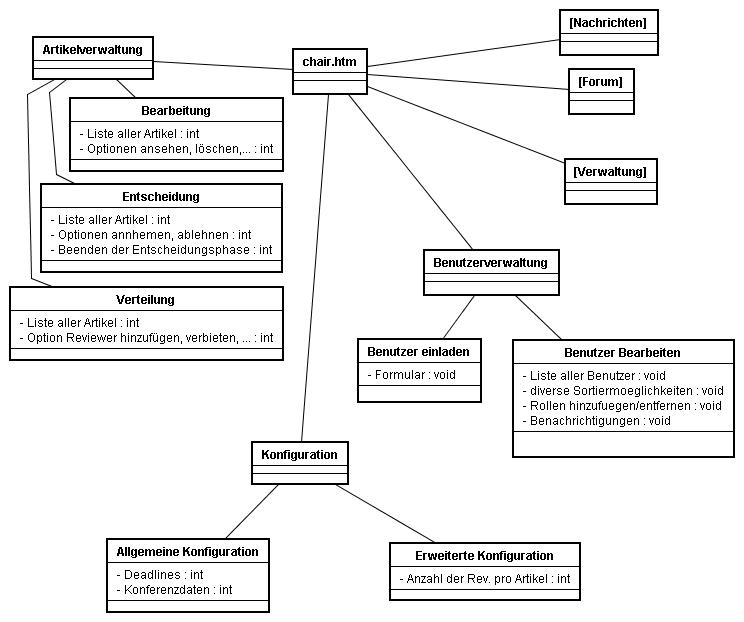 [Nachrichten]
Artikelverwaltung
chair.htm
[Forum]
Bearbeitung
- Liste aller Artikel : int
- Optionen ansehen, löschen,... : int
[Verwaltung]
Entscheidung
- Liste aller Artikel : int
- Optionen annhemen, ablehnen : int
- Beenden der Entscheidungsphase : int
Benutzerverwaltung
Verteilung
- Liste aller Artikel : int
- Option Reviewer hinzufügen, verbieten, ... : int
Benutzer einladen
- Formular : void
Benutzer Bearbeiten
- Liste aller Benutzer : void
- diverse Sortiermoeglichkeiten : void
- Rollen hinzufuegen/entfernen : void
- Benachrichtigungen : void
Konfiguration
Allgemeine Konfiguration
- Deadlines : int
- Konferenzdaten : int
Erweiterte Konfiguration
- Anzahl der Rev. pro Artikel : int